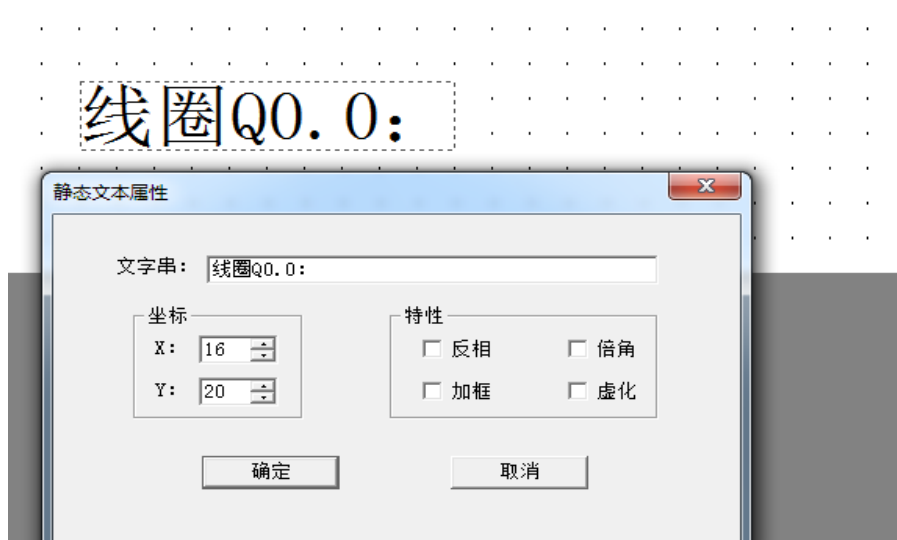 线圈Q0.0：
静态文本属性
文字串： 线圈Q0.0：
坐标 特性
X： 16 反相 倍角
Y： 20 加框 虚化
确定 取消